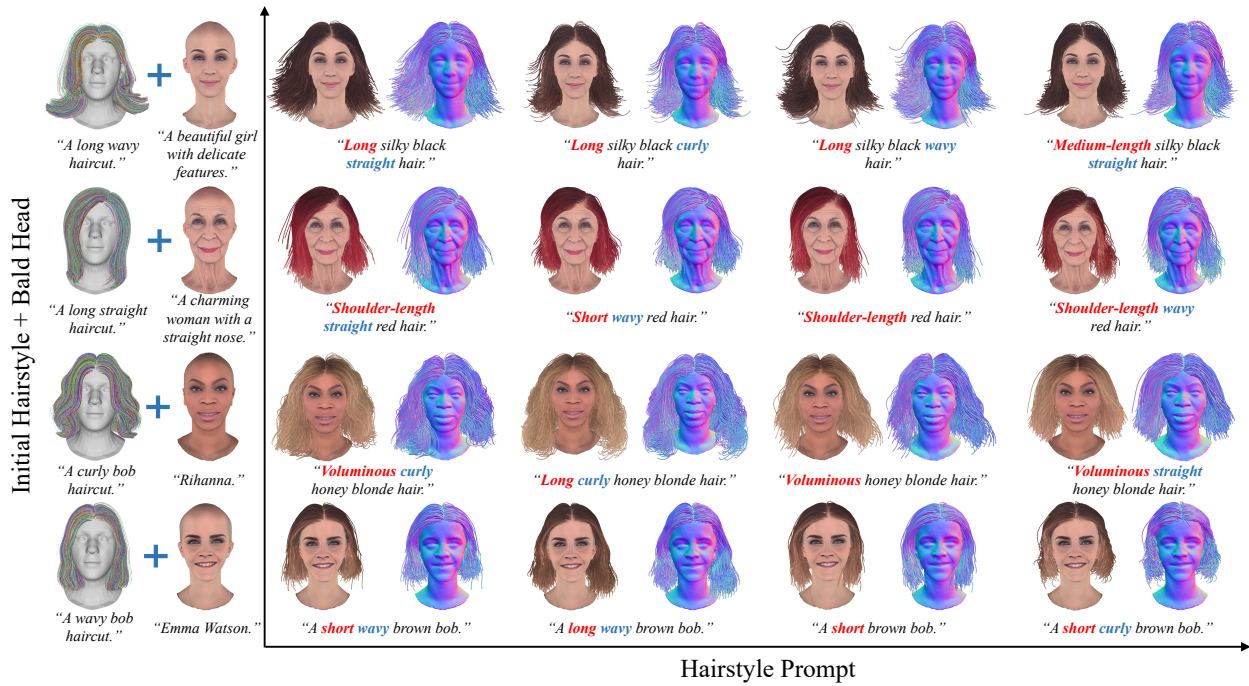 Initial Hairstyle + Bald Head
“A long wavy
haircut.”
“A beautiful girl
with delicate
features.”
“Long silky black
straight hair.”
“Long silky black curly
hair.”
“Long silky black wavy
hair.”
“Medium-length silky black
straight hair.”
“A long straight
haircut.”
“A charming
woman with a
straight nose.”
“Shoulder-length
straight red hair.”
“Short wavy red hair.”
“Shoulder-length red hair.”
“Shoulder-length wavy
red hair.”
“A curly bob
haircut.”
“Rihanna.”
“Voluminous curly
honey blonde hair.”
“Long curly honey blonde hair.”
“Voluminous honey blonde hair.”
“Voluminous straight
honey blonde hair.”
“A wavy bob
haircut.”
“Emma Watson.”
“A short wavy brown bob.”
“A long wavy brown bob.”
“A short brown bob.”
“A short curly brown bob.”
Hairstyle Prompt